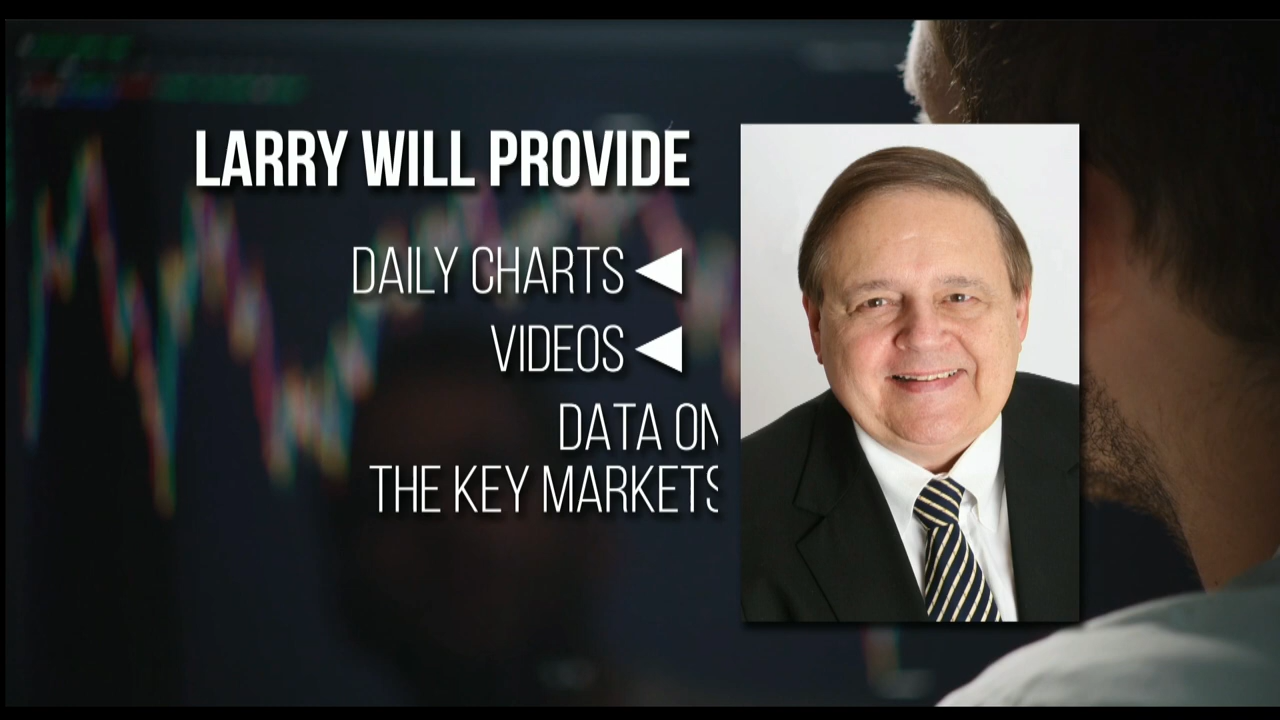 LARRY WILL PROVIDE
DAILY CHARTS
VIDEOS
DATA ON
THE KEY MARKETS